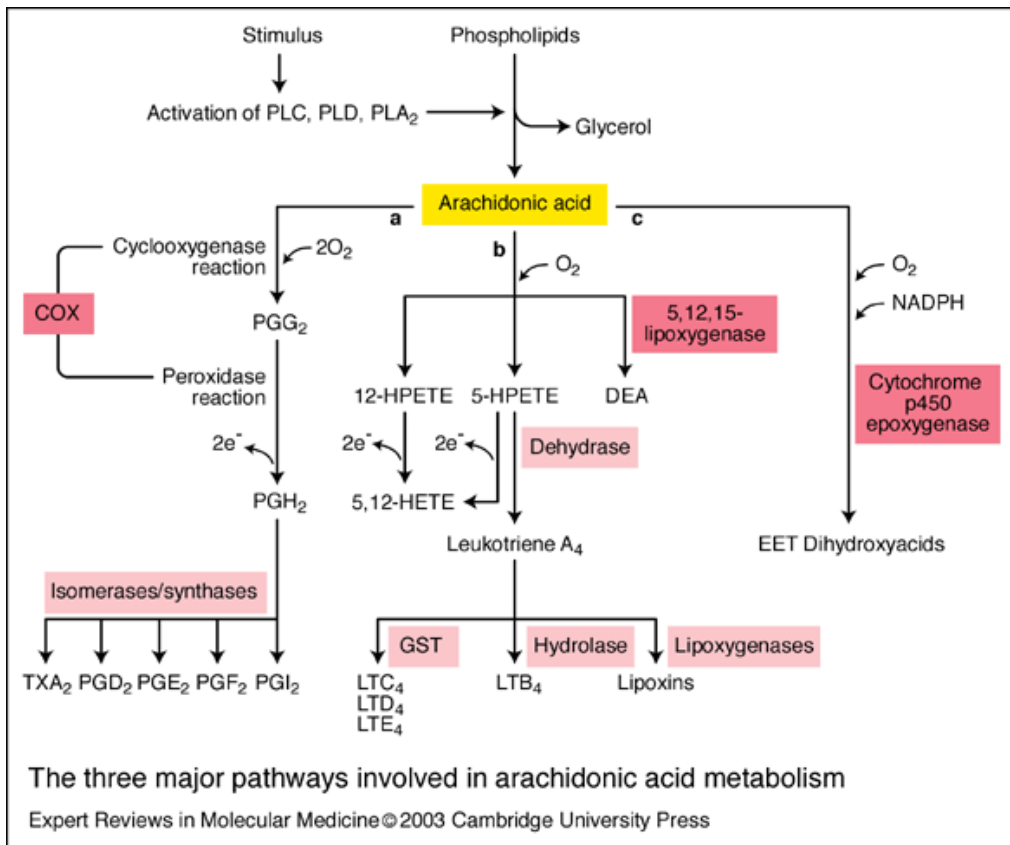 Stimulus
Phospholipids
Activation of PLC, PLD, PLA₂
Glycerol
Arachidonic acid
a
b
c
Cyclooxygenase
reaction
2O₂
O₂
O₂
NADPH
COX
PGG₂
5,12,15-
lipoxygenase
Peroxidase
reaction
12-HPETE
5-HPETE
DEA
Cytochrome
p450
epoxygenase
2e⁻
2e⁻
2e⁻
Dehydrase
PGH₂
5,12-HETE
Leukotriene A₄
EET Dihydroxyacids
Isomerases/synthases
GST
Hydrolase
Lipoxygenases
TXA₂ PGD₂ PGE₂ PGF₂ PGI₂
LTC₄
LTD₄
LTE₄
LTB₄
Lipoxins
The three major pathways involved in arachidonic acid metabolism
Expert Reviews in Molecular Medicine©2003 Cambridge University Press